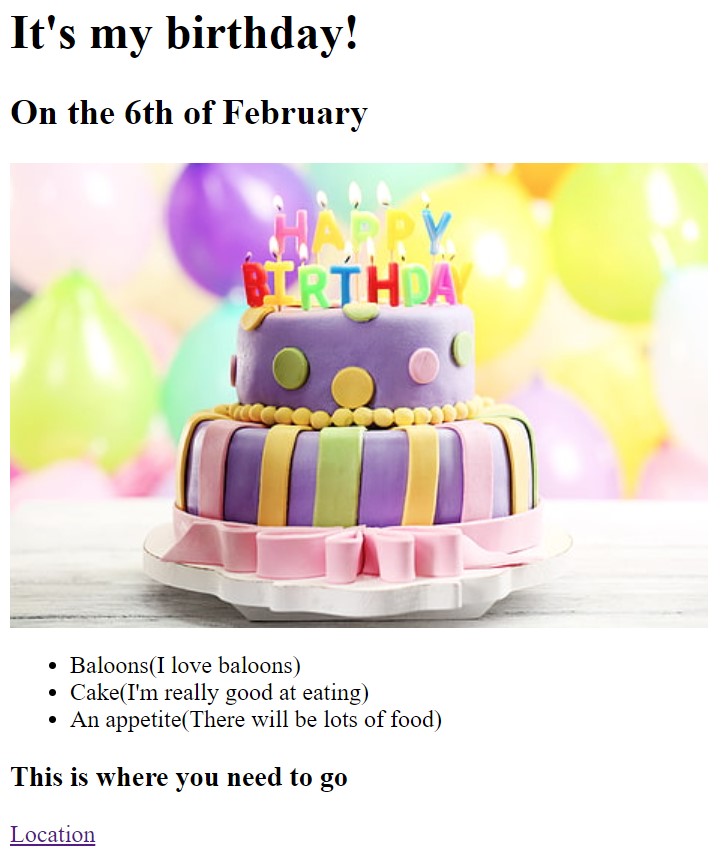 It's my birthday!
On the 6th of February
HAPPY
BIRTHDAY
Baloons(I love baloons)
Cake(I'm really good at eating)
An appetite(There will be lots of food)
This is where you need to go
Location